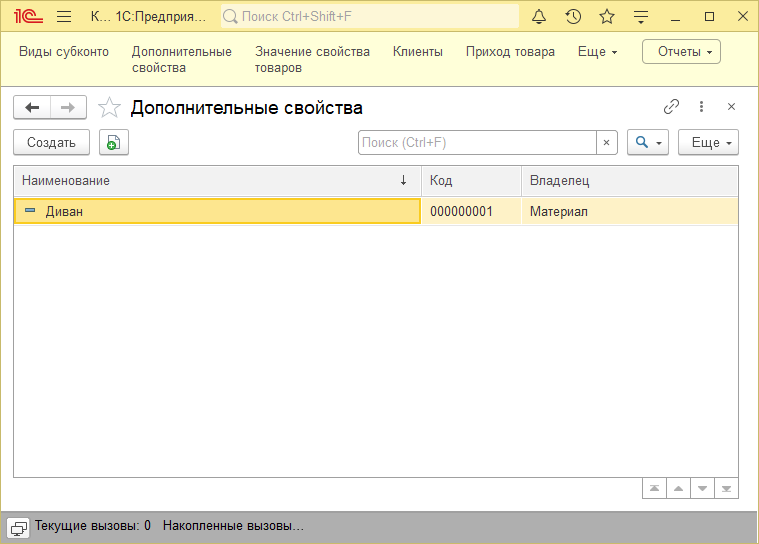 1С К... 1С:Предприя... Поиск Ctrl+Shift+F
Виды субконто Дополнительные свойства Значение свойства товаров Клиенты Приход товара Еще Отчеты
Дополнительные свойства
Создать Поиск (Ctrl+F) × Еще
Наименование ↓ Код Владелец
Диван 000000001 Материал
Текущие вызовы: 0 Накопленные вызовы...